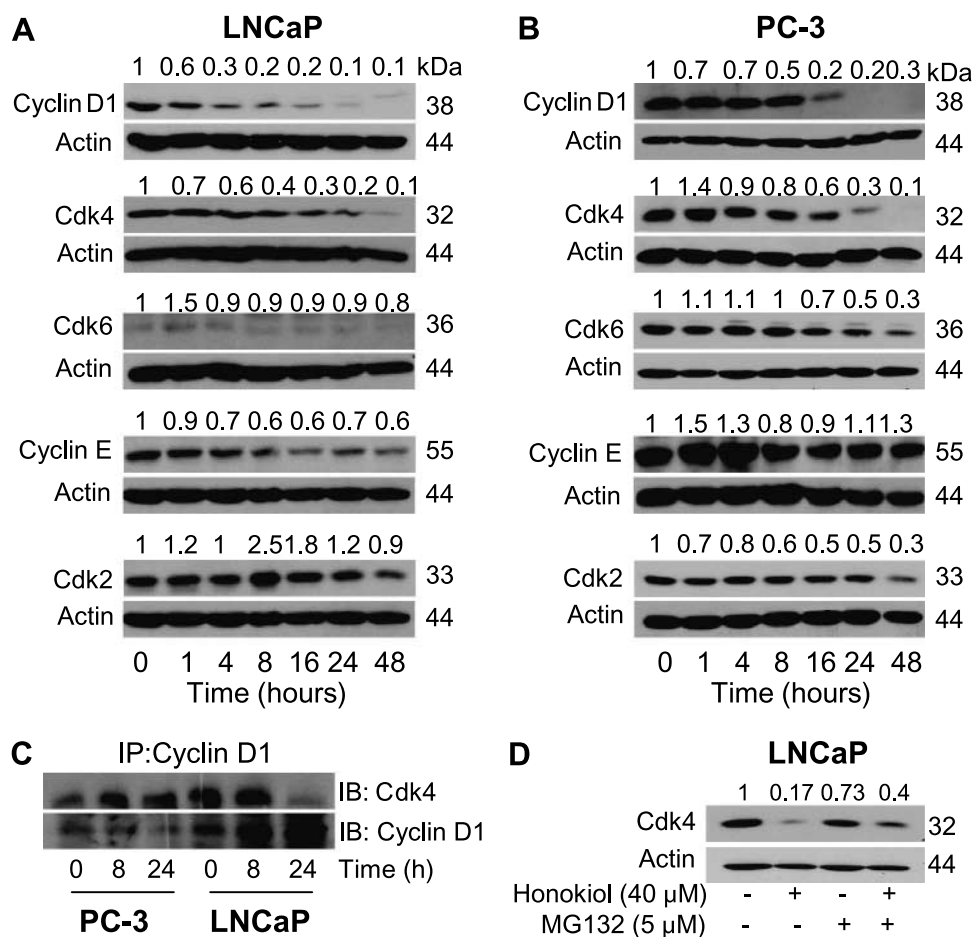 A
LNCaP
1 0.6 0.3 0.2 0.2 0.1 0.1 kDa
Cyclin D1 38
Actin 44
1 0.7 0.6 0.4 0.3 0.2 0.1
Cdk4 32
Actin 44
1 1.5 0.9 0.9 0.9 0.9 0.8
Cdk6 36
Actin 44
1 0.9 0.7 0.6 0.6 0.7 0.6
Cyclin E 55
Actin 44
1 1.2 1 2.5 1.8 1.2 0.9
Cdk2 33
Actin 44
0 1 4 8 16 24 48
Time (hours)
B
PC-3
1 0.7 0.7 0.5 0.2 0.2 0.3 kDa
Cyclin D1 38
Actin 44
1 1.4 0.9 0.8 0.6 0.3 0.1
Cdk4 32
Actin 44
1 1.1 1.1 1 0.7 0.5 0.3
Cdk6 36
Actin 44
1 1.5 1.3 0.8 0.9 1.1 1.3
Cyclin E 55
Actin 44
1 0.7 0.8 0.6 0.5 0.5 0.3
Cdk2 33
Actin 44
0 1 4 8 16 24 48
Time (hours)
C
IP:Cyclin D1
IB: Cdk4
IB: Cyclin D1
0 8 24 0 8 24 Time (h)
PC-3 LNCaP
D
LNCaP
1 0.17 0.73 0.4
Cdk4 32
Actin 44
Honokiol (40 µM) - + - +
MG132 (5 µM) - - + +